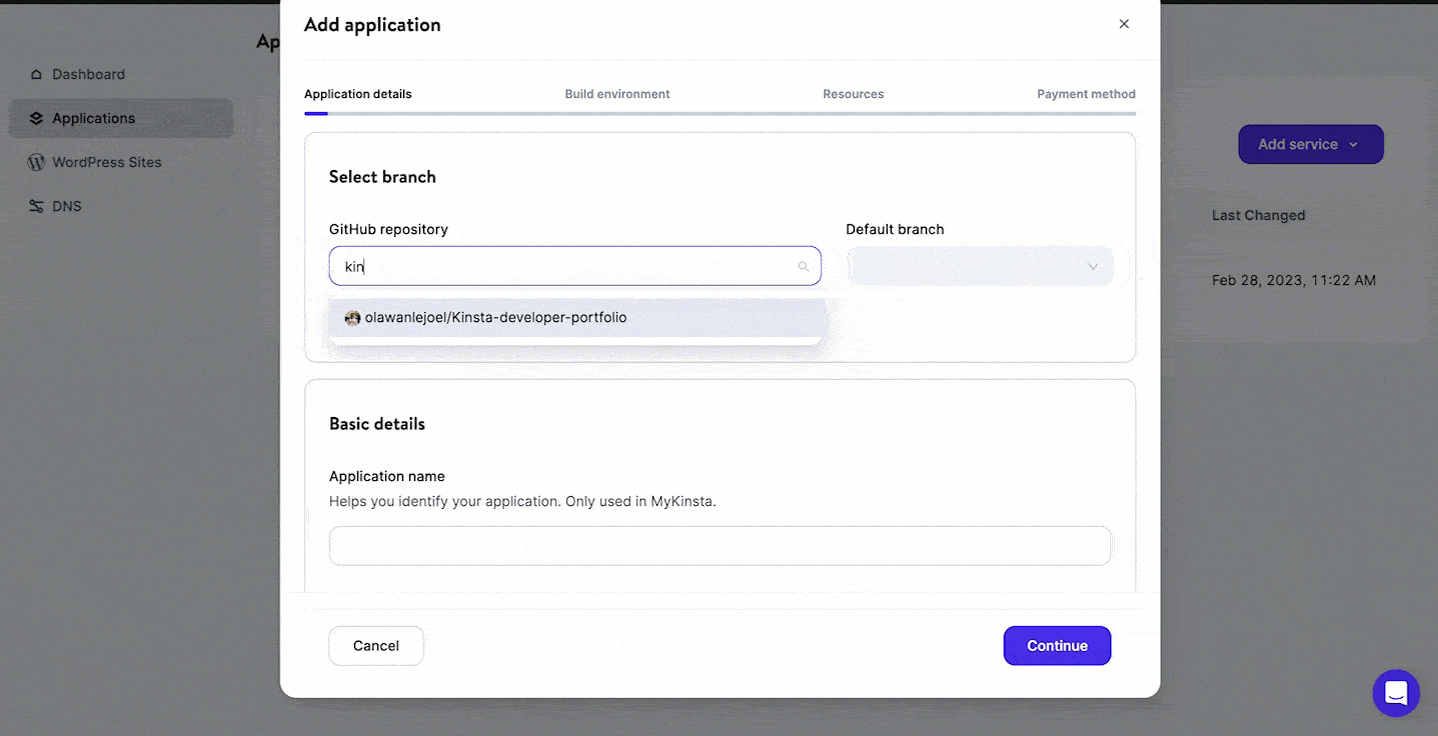 Add application
Ap
Dashboard
Applications
WordPress Sites
DNS
Application details
Build environment
Resources
Payment method
Add service
Last Changed
Feb 28, 2023, 11:22 AM
Select branch
GitHub repository
Default branch
kin
olawanlejoel/Kinsta-developer-portfolio
Basic details
Application name
Helps you identify your application. Only used in MyKinsta.
Cancel
Continue